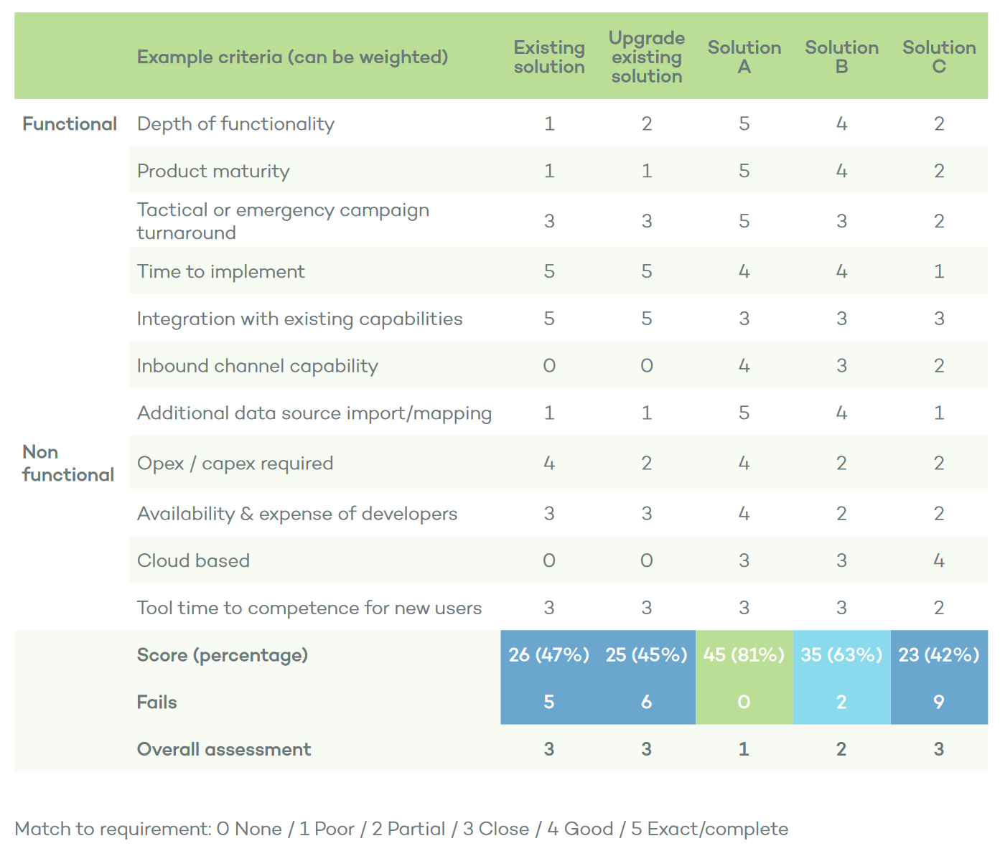 Example criteria (can be weighted) Existing solution Upgrade existing solution Solution A Solution B Solution C
Functional Depth of functionality 1 2 5 4 2
Product maturity 1 1 5 4 2
Tactical or emergency campaign
turnaround 3 3 5 3 2
Time to implement 5 5 4 4 1
Integration with existing capabilities 5 5 3 3 3
Inbound channel capability 0 0 4 3 2
Additional data source import/mapping 1 1 5 4 1
Non functional Opex / capex required 4 2 4 2 2
Availability & expense of developers 3 3 4 2 2
Cloud based 0 0 3 3 4
Tool time to competence for new users 3 3 3 3 2
Score (percentage) 26 (47%) 25 (45%) 45 (81%) 35 (63%) 23 (42%)
Fails 5 6 0 2 9
Overall assessment 3 3 1 2 3
Match to requirement: 0 None / 1 Poor / 2 Partial / 3 Close / 4 Good / 5 Exact/complete